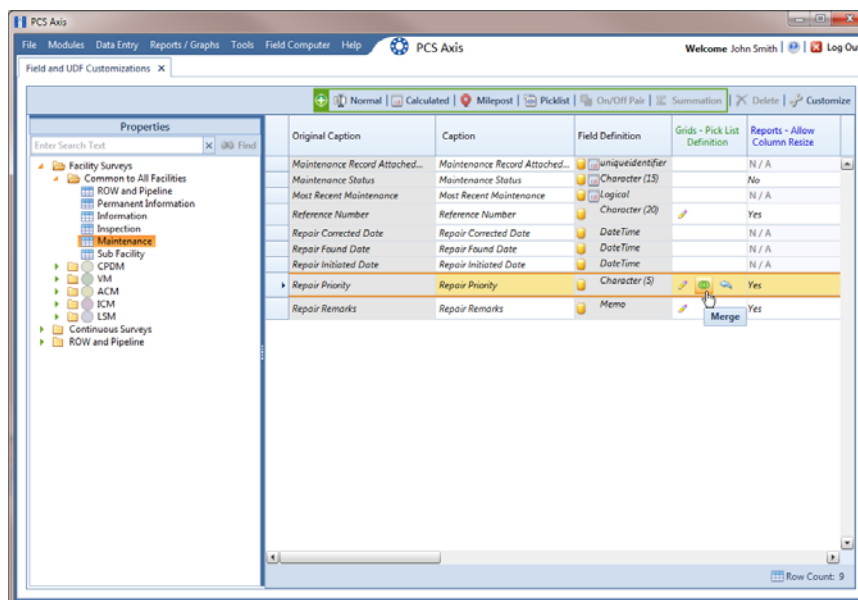 PCS Axis
File Modules Data Entry Reports / Graphs Tools Field Computer Help PCS Axis Welcome John Smith | Log Ou
Field and UDF Customizations X
Normal | Calculated | Milepost | Picklist | On/Off Pair | Summation | Delete | Customize
Properties
Enter Search Text x Find
Facility Surveys
Common to All Facilities
ROW and Pipeline
Permanent Information
Information
Inspection
Maintenance
Sub Facility
CPDM
VM
ACM
ICM
LSM
Continuous Surveys
ROW and Pipeline
Original Caption Caption Field Definition Grids - Pick List Definition Reports - Allow Column Resize
Maintenance Record Attached... Maintenance Record Attached... uniqueidentifier N / A
Maintenance Status Maintenance Status Character (15) No
Most Recent Maintenance Most Recent Maintenance Logical N / A
Reference Number Reference Number Character (20) Yes
Repair Corrected Date Repair Corrected Date DateTime N / A
Repair Found Date Repair Found Date DateTime N / A
Repair Initiated Date Repair Initiated Date DateTime N / A
Repair Priority Repair Priority Character (5) Yes
Repair Remarks Repair Remarks Memo Yes
Merge
Row Count: 9